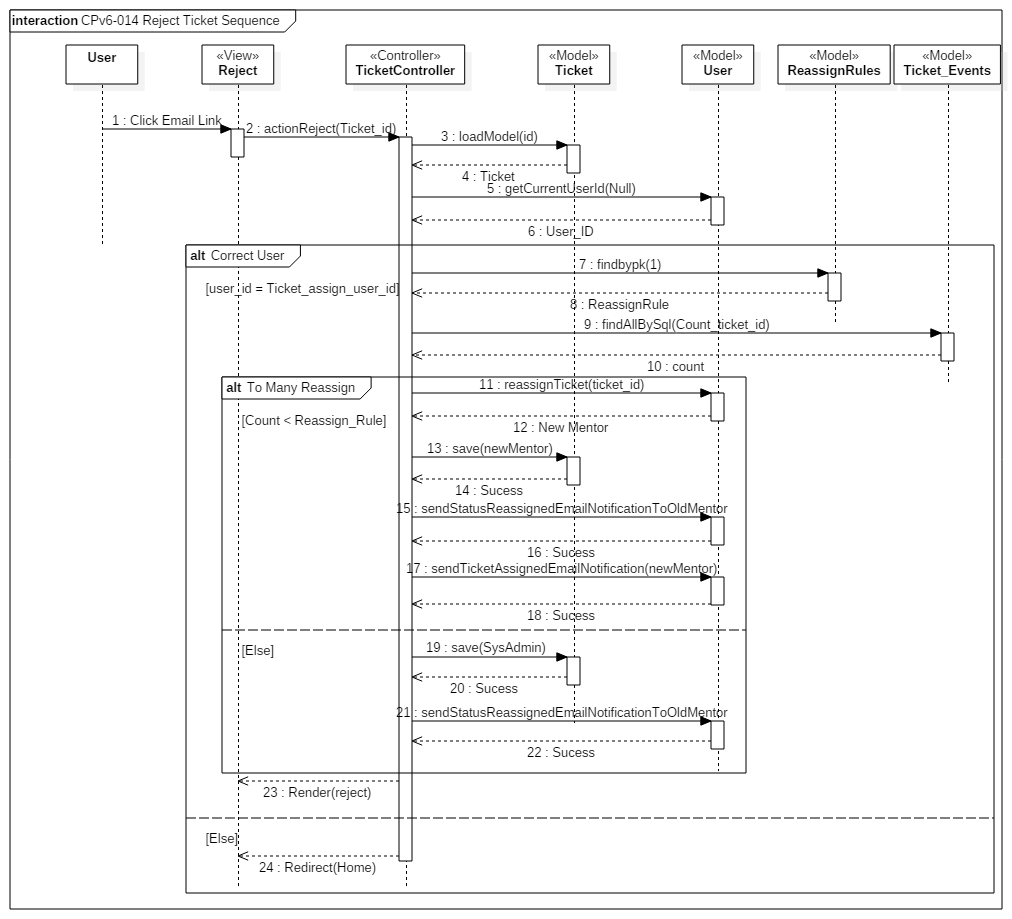 interaction CPv6-014 Reject Ticket Sequence
User
«View»
Reject
«Controller»
TicketController
«Model»
Ticket
«Model»
User
«Model»
ReassignRules
«Model»
Ticket_Events
1 : Click Email Link
2 : actionReject(Ticket_id)
3 : loadModel(id)
4 : Ticket
5 : getCurrentUserId(Null)
6 : User_ID
alt Correct User
7 : findbypk(1)
[user_id = Ticket_assign_user_id]
8 : ReassignRule
9 : findAllBySql(Count_ticket_id)
10 : count
alt To Many Reassign
11 : reassignTicket(ticket_id)
[Count < Reassign_Rule]
12 : New Mentor
13 : save(newMentor)
14 : Sucess
15 : sendStatusReassignedEmailNotificationToOldMentor
16 : Sucess
17 : sendTicketAssignedEmailNotification(newMentor)
18 : Sucess
[Else]
19 : save(SysAdmin)
20 : Sucess
21 : sendStatusReassignedEmailNotificationToOldMentor
22 : Sucess
23 : Render(reject)
[Else]
24 : Redirect(Home)